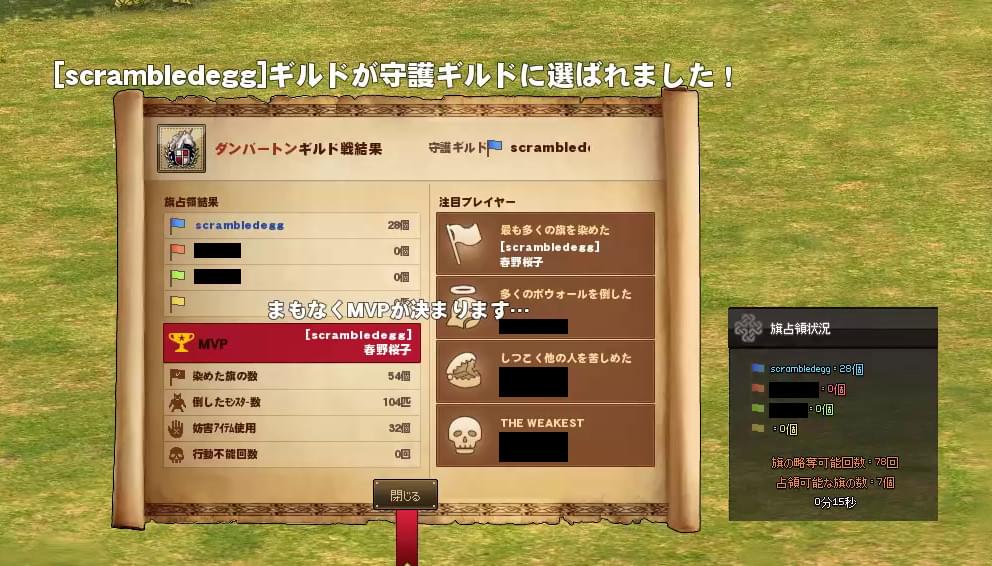 [scrambledegg]ギルドが守護ギルドに選ばれました！
ダンバートンギルド戦結果
守護ギルド scramblede
旗占領結果
scrambledegg 28個
0個
0個
まもなくMVPが決まります…
MVP [scrambledegg]
春野桜子
染めた旗の数 54個
倒したモンスター数 104匹
妨害アイテム使用 32個
行動不能回数 0回
注目プレイヤー
最も多くの旗を染めた
[scrambledegg]
春野桜子
多くのボウォールを倒した
しつこく他の人を苦しめた
THE WEAKEST
閉じる
旗占領状況
scrambledegg : 28個
: 0個
: 0個
: 0個
旗の略奪可能回数 : 78回
占領可能な旗の数 : 7個
0分15秒